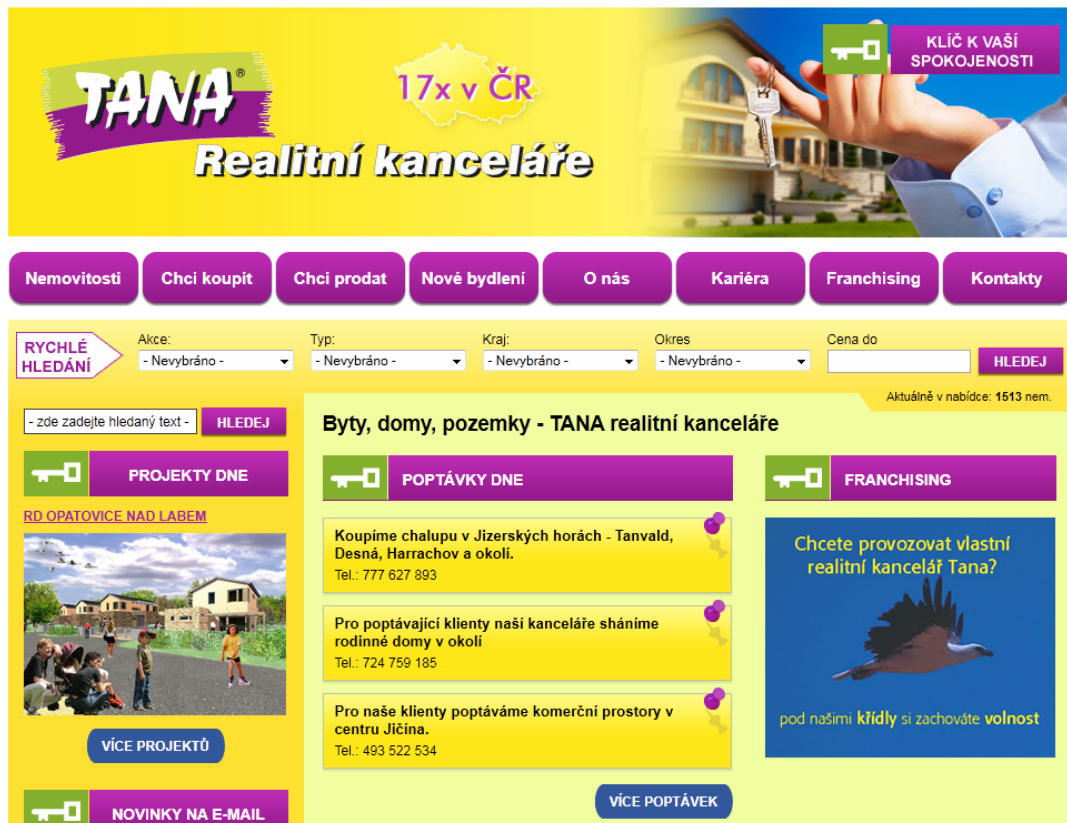 TANA®
Realitní kanceláře
17x v ČR
KLÍČ K VAŠÍ
SPOKOJENOSTI
Nemovitosti
Chci koupit
Chci prodat
Nové bydlení
O nás
Kariéra
Franchising
Kontakty
RYCHLÉ
HLEDÁNÍ
Akce:
- Nevybráno -
Typ:
- Nevybráno -
Kraj:
- Nevybráno -
Okres
- Nevybráno -
Cena do
HLEDEJ
Aktuálně v nabídce: 1513 nem.
- zde zadejte hledaný text -
HLEDEJ
PROJEKTY DNE
RD OPATOVICE NAD LABEM
VÍCE PROJEKTŮ
NOVINKY NA E-MAIL
Byty, domy, pozemky - TANA realitní kanceláře
POPTÁVKY DNE
Koupíme chalupu v Jizerských horách - Tanvald,
Desná, Harrachov a okolí.
Tel.: 777 627 893
Pro poptávající klienty naší kanceláře sháníme
rodinné domy v okolí
Tel.: 724 759 185
Pro naše klienty poptáváme komerční prostory v
centru Jičína.
Tel.: 493 522 534
VÍCE POPTÁVEK
FRANCHISING
Chcete provozovat vlastní
realitní kancelář Tana?
pod našimi křídly si zachováte volnost